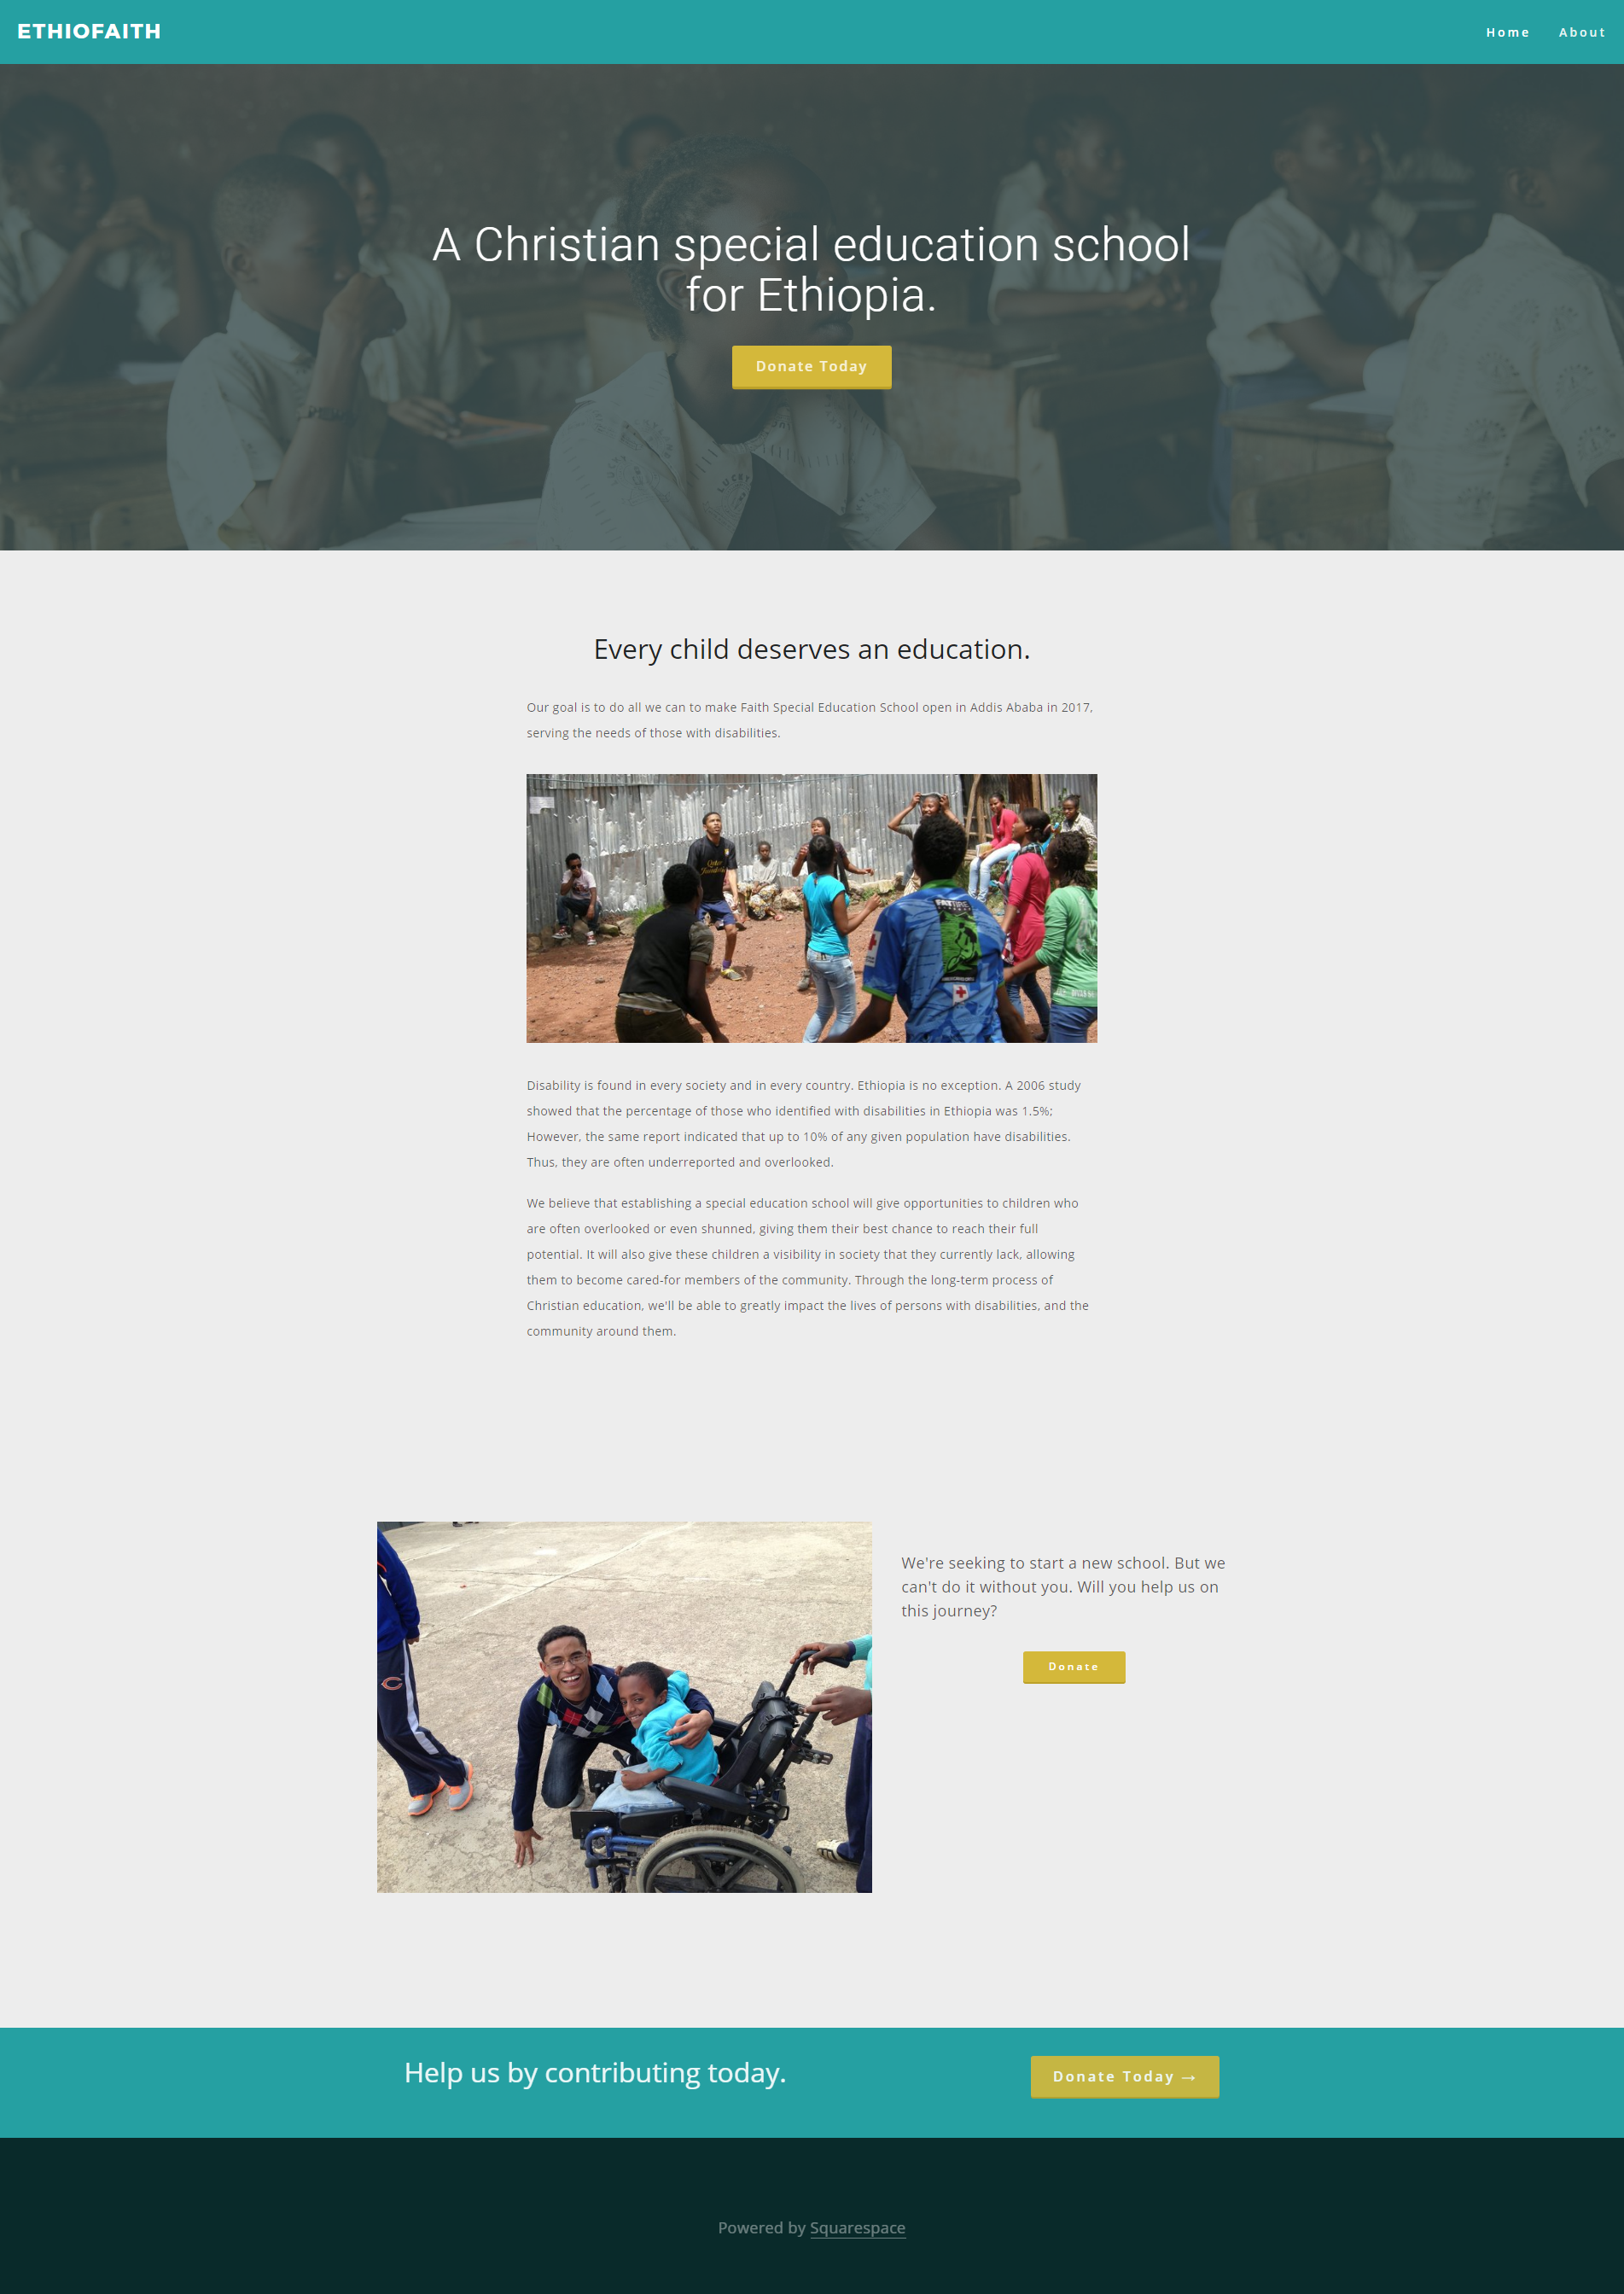 ETHIOFAITH
Home About
A Christian special education school
for Ethiopia.
Donate Today
Every child deserves an education.
Our goal is to do all we can to make Faith Special Education School open in Addis Ababa in 2017,
serving the needs of those with disabilities.
Disability is found in every society and in every country. Ethiopia is no exception. A 2006 study
showed that the percentage of those who identified with disabilities in Ethiopia was 1.5%;
However, the same report indicated that up to 10% of any given population have disabilities.
Thus, they are often underreported and overlooked.
We believe that establishing a special education school will give opportunities to children who
are often overlooked or even shunned, giving them their best chance to reach their full
potential. It will also give these children a visibility in society that they currently lack, allowing
them to become cared-for members of the community. Through the long-term process of
Christian education, we'll be able to greatly impact the lives of persons with disabilities, and the
community around them.
We're seeking to start a new school. But we
can't do it without you. Will you help us on
this journey?
Donate
Help us by contributing today.
Donate Today →
Powered by Squarespace